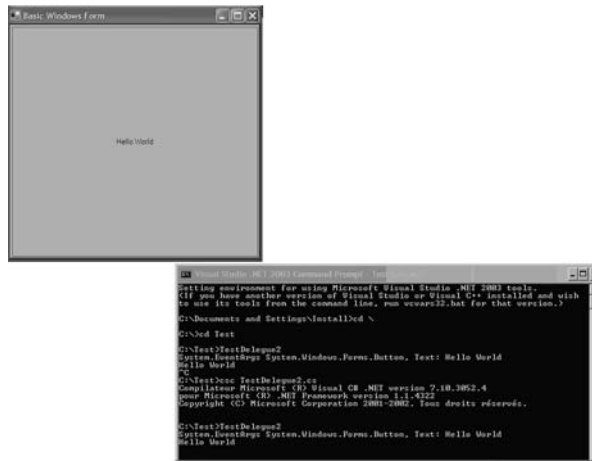 Basic Windows Form
Hello World
Visual Studio .NET 2003 Command Prompt -
Setting environment for using Microsoft Visual Studio .NET 2003 tools.
(If you have another version of Visual Studio or Visual C++ installed and wish
to use its tools from the command line, run vcvars32.bat for that version.)
C:\Documents and Settings\Install>cd \
C:\>cd Test
C:\Test>TestDelegue2
System.EventArgs System.Windows.Forms.Button, Text: Hello World
Hello World
^C
C:\Test>csc TestDelegue2.cs
Compilateur Microsoft (R) Visual C# .NET version 7.10.3052.4
pour Microsoft (R) .NET Framework version 1.1.4322
Copyright (C) Microsoft Corporation 2001-2002. Tous droits réservés.
C:\Test>TestDelegue2
System.EventArgs System.Windows.Forms.Button, Text: Hello World
Hello World